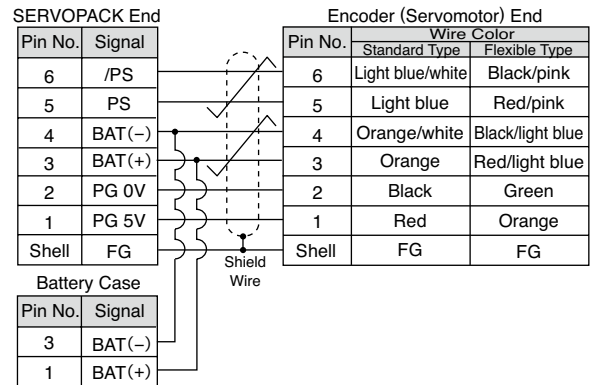 SERVOPACK End
Pin No. Signal
6 /PS
5 PS
4 BAT(-)
3 BAT(+)
2 PG 0V
1 PG 5V
Shell FG
Shield
Wire
Encoder (Servomotor) End
Pin No. Wire Color
Standard Type Flexible Type
6 Light blue/white Black/pink
5 Light blue Red/pink
4 Orange/white Black/light blue
3 Orange Red/light blue
2 Black Green
1 Red Orange
Shell FG FG
Battery Case
Pin No. Signal
3 BAT(-)
1 BAT(+)